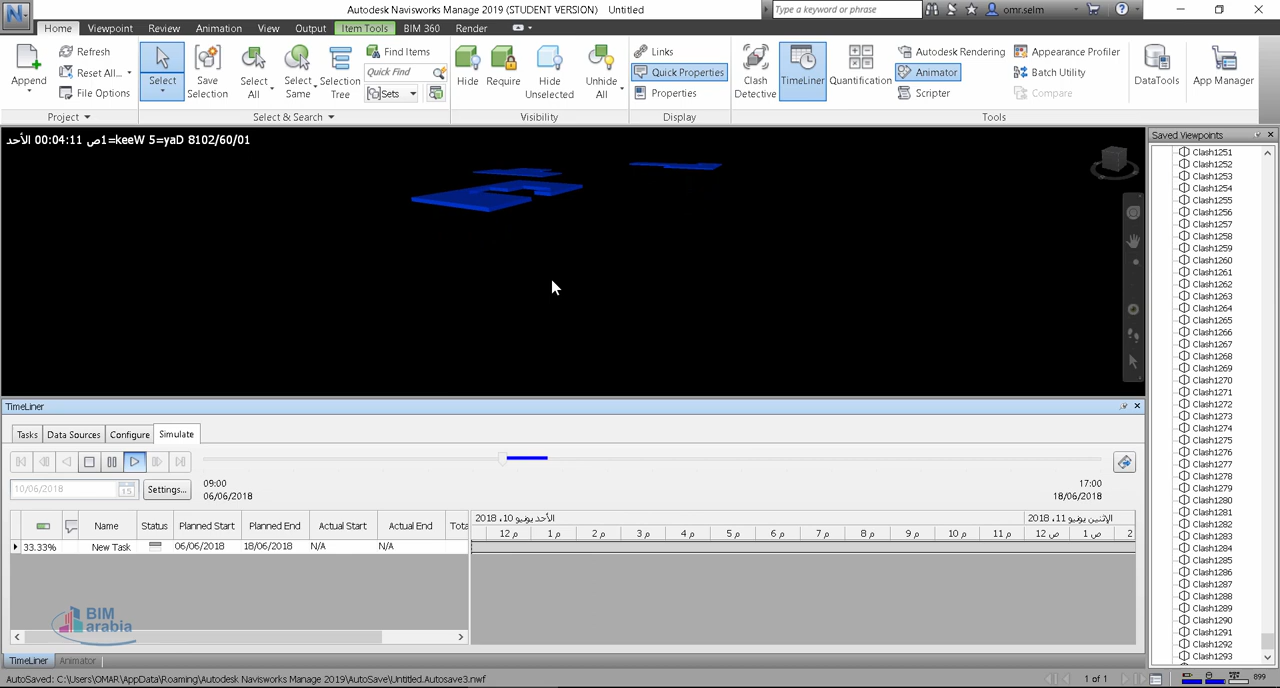 Autodesk Navisworks Manage 2019 (STUDENT VERSION) Untitled
Type a keyword or phrase
omr.selm
Home Viewpoint Review Animation View Output Item Tools BIM 360 Render
Append
Refresh
Reset All...
File Options
Project
Select
Save Selection
Select All
Select Same
Selection Tree
Find Items
Quick Find
Sets
Select & Search
Hide
Require
Hide Unselected
Unhide All
Visibility
Links
Quick Properties
Properties
Display
Clash Detective
TimeLiner
Quantification
Autodesk Rendering
Animator
Scripter
Appearance Profiler
Batch Utility
Compare
Tools
DataTools
App Manager
الأحد 00:04:11 ص 1=keeW 5=yaD 8102/60/01
Saved Viewpoints
Clash1251
Clash1252
Clash1253
Clash1254
Clash1255
Clash1256
Clash1257
Clash1258
Clash1259
Clash1260
Clash1261
Clash1262
Clash1263
Clash1264
Clash1265
Clash1266
Clash1267
Clash1268
Clash1269
Clash1270
Clash1271
Clash1272
Clash1273
Clash1274
Clash1275
Clash1276
Clash1277
Clash1278
Clash1279
Clash1280
Clash1281
Clash1282
Clash1283
Clash1284
Clash1285
Clash1286
Clash1287
Clash1288
Clash1289
Clash1290
Clash1291
Clash1292
Clash1293
TimeLiner
Tasks Data Sources Configure Simulate
09:00
06/06/2018
17:00
18/06/2018
10/06/2018 15 Settings...
Name Status Planned Start Planned End Actual Start Actual End Tota
33.33% New Task 06/06/2018 18/06/2018 N/A N/A
الأحد يونيو 10، 2018 الإثنين يونيو 11، 2018
12 م 1 م 2 م 3 م 4 م 5 م 6 م 7 م 8 م 9 م 10 م 11 م 12 ص 1 ص 2
BIM arabia
TimeLiner Animator
AutoSaved: C:\Users\OMAR\AppData\Roaming\Autodesk Navisworks Manage 2019\AutoSave\Untitled.Autosave3.nwf
1 of 1
899